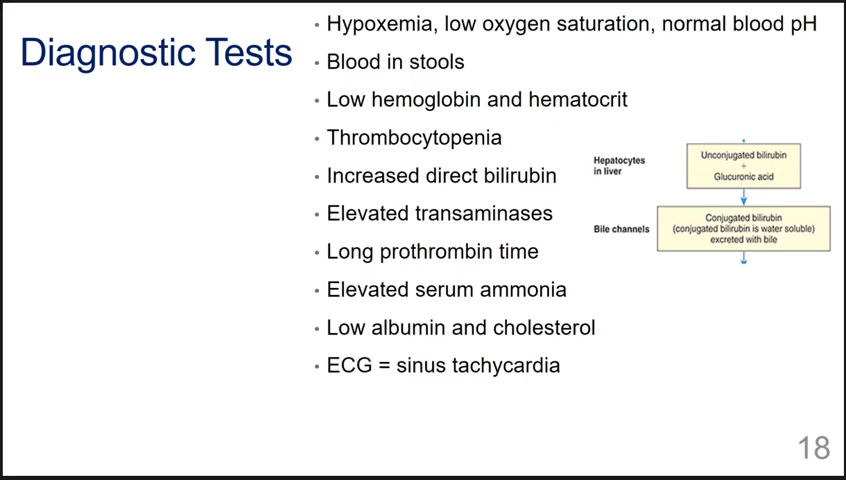 Diagnostic Tests
• Hypoxemia, low oxygen saturation, normal blood pH
• Blood in stools
• Low hemoglobin and hematocrit
• Thrombocytopenia
• Increased direct bilirubin
• Elevated transaminases
• Long prothrombin time
• Elevated serum ammonia
• Low albumin and cholesterol
• ECG = sinus tachycardia
Hepatocytes
in liver
Unconjugated bilirubin
+
Glucuronic acid
Bile channels
Conjugated bilirubin
(conjugated bilirubin is water soluble)
excreted with bile
18